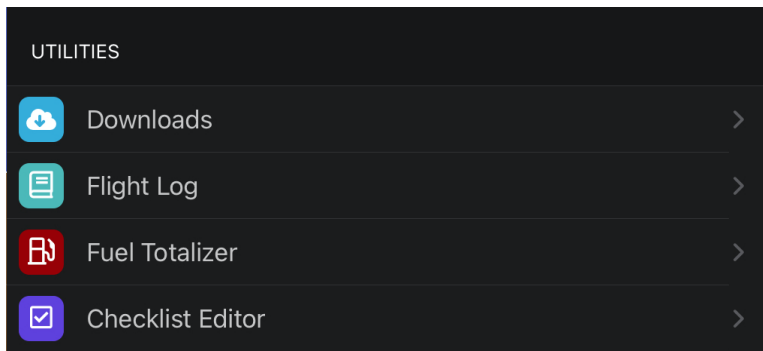 UTILITIES
Downloads
Flight Log
Fuel Totalizer
Checklist Editor